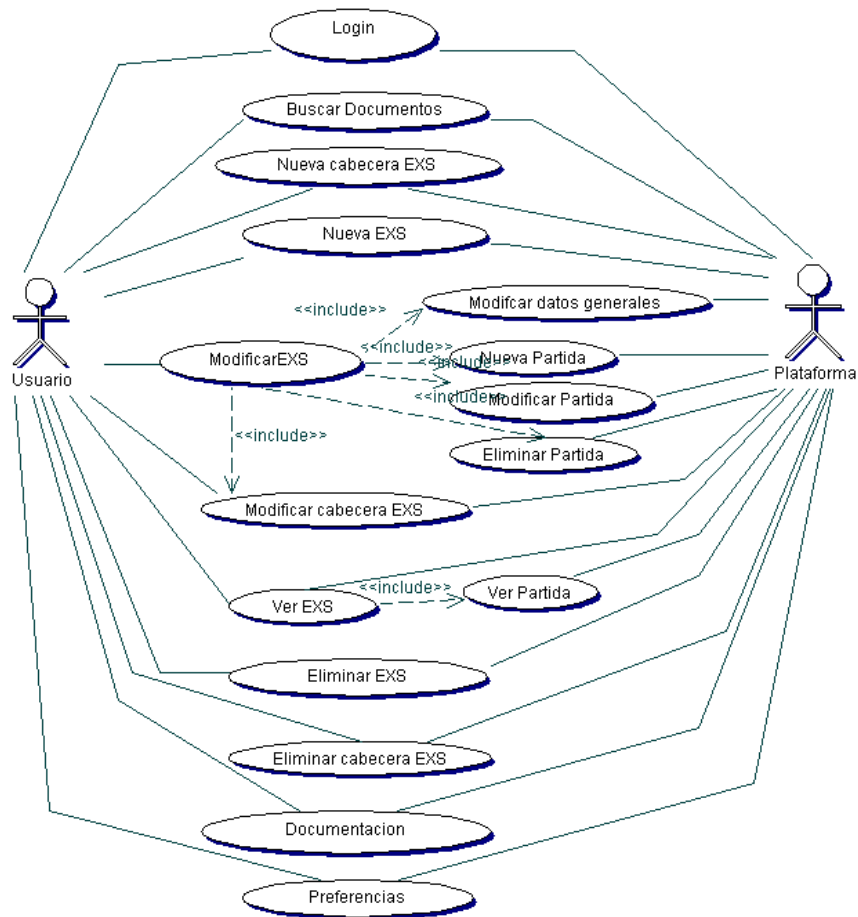 Login
Buscar Documentos
Nueva cabecera EXS
Nueva EXS
Modifcar datos generales
<<include>>
ModificarEXS
<<include>>
Nueva Partida
<<include>>
Usuario
Plataforma
Modificar Partida
<<include>>
<<include>>
Eliminar Partida
Modificar cabecera EXS
<<include>>
Ver Partida
Ver EXS
Eliminar EXS
Eliminar cabecera EXS
Documentacion
Preferencias